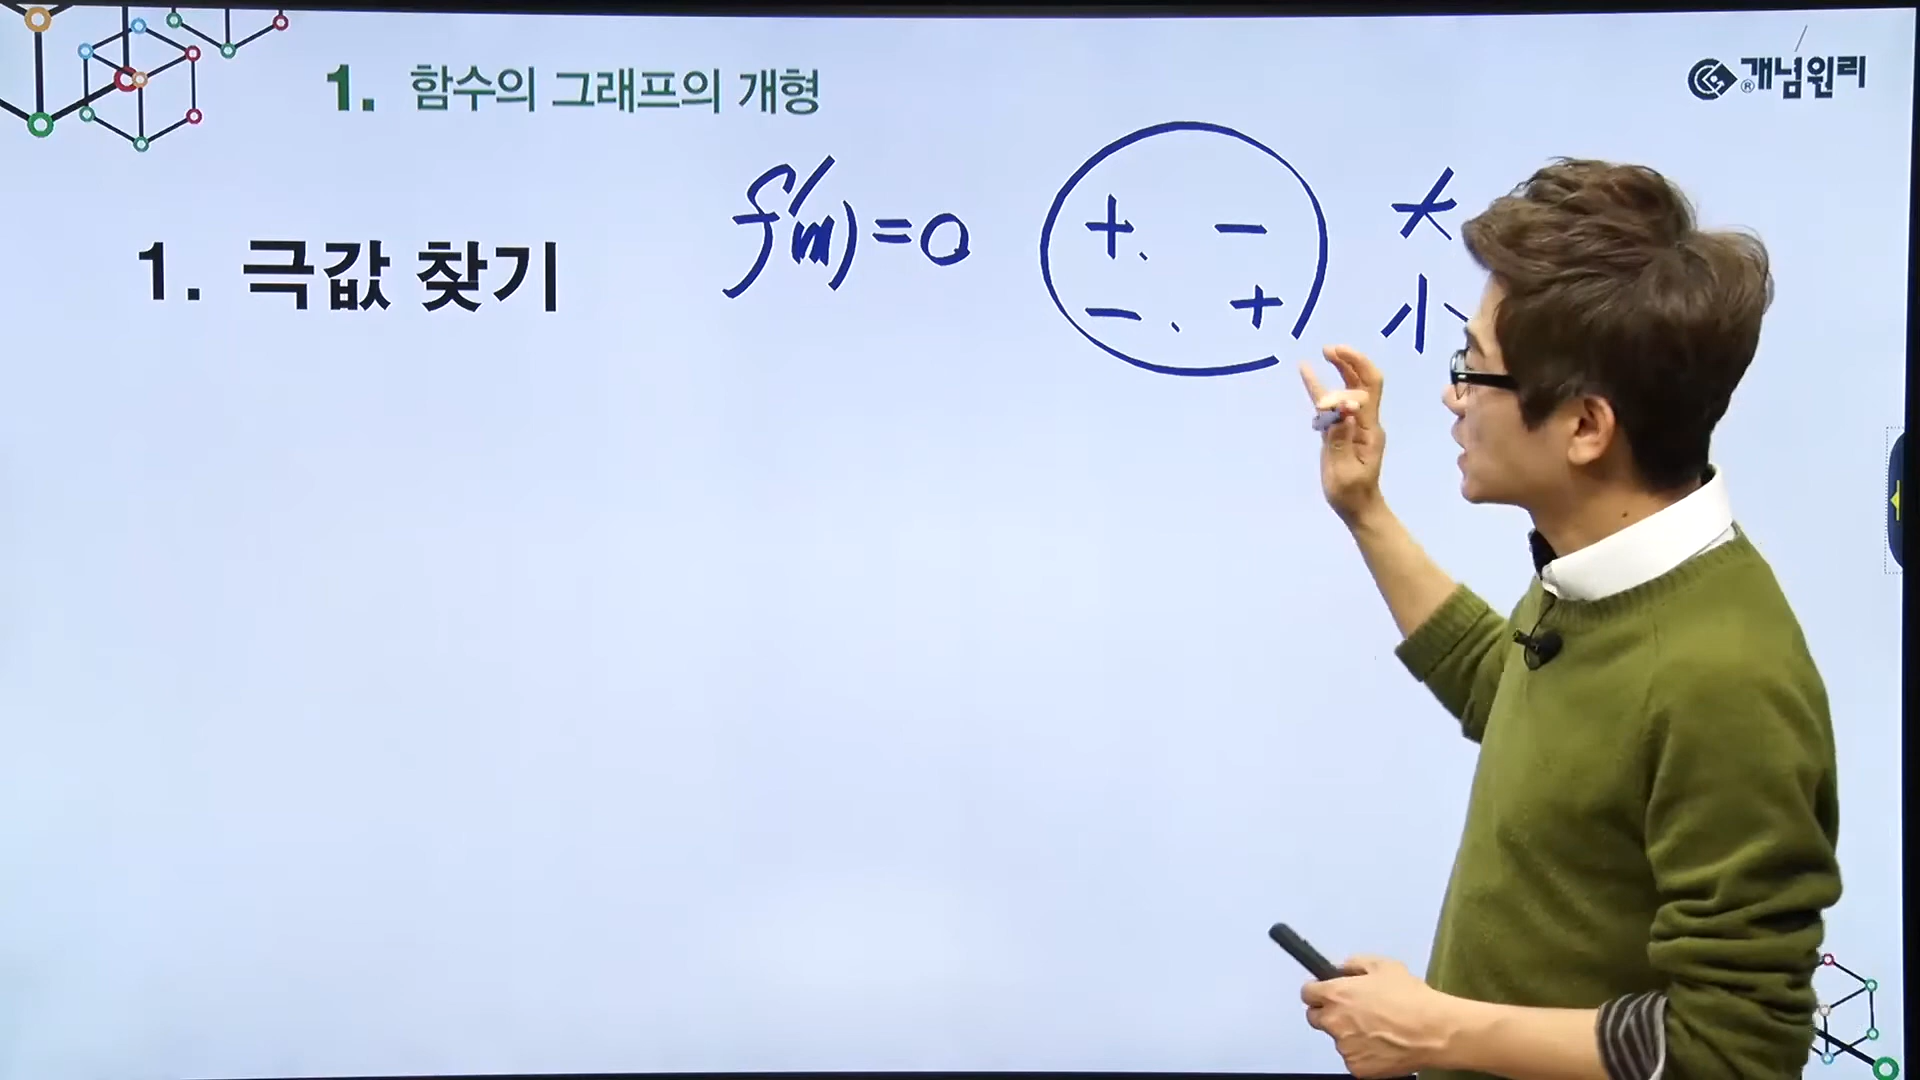 1. 함수의 그래프의 개형
®개념원리
1. 극값 찾기
f'(x)=0
+ -
- +
大
小